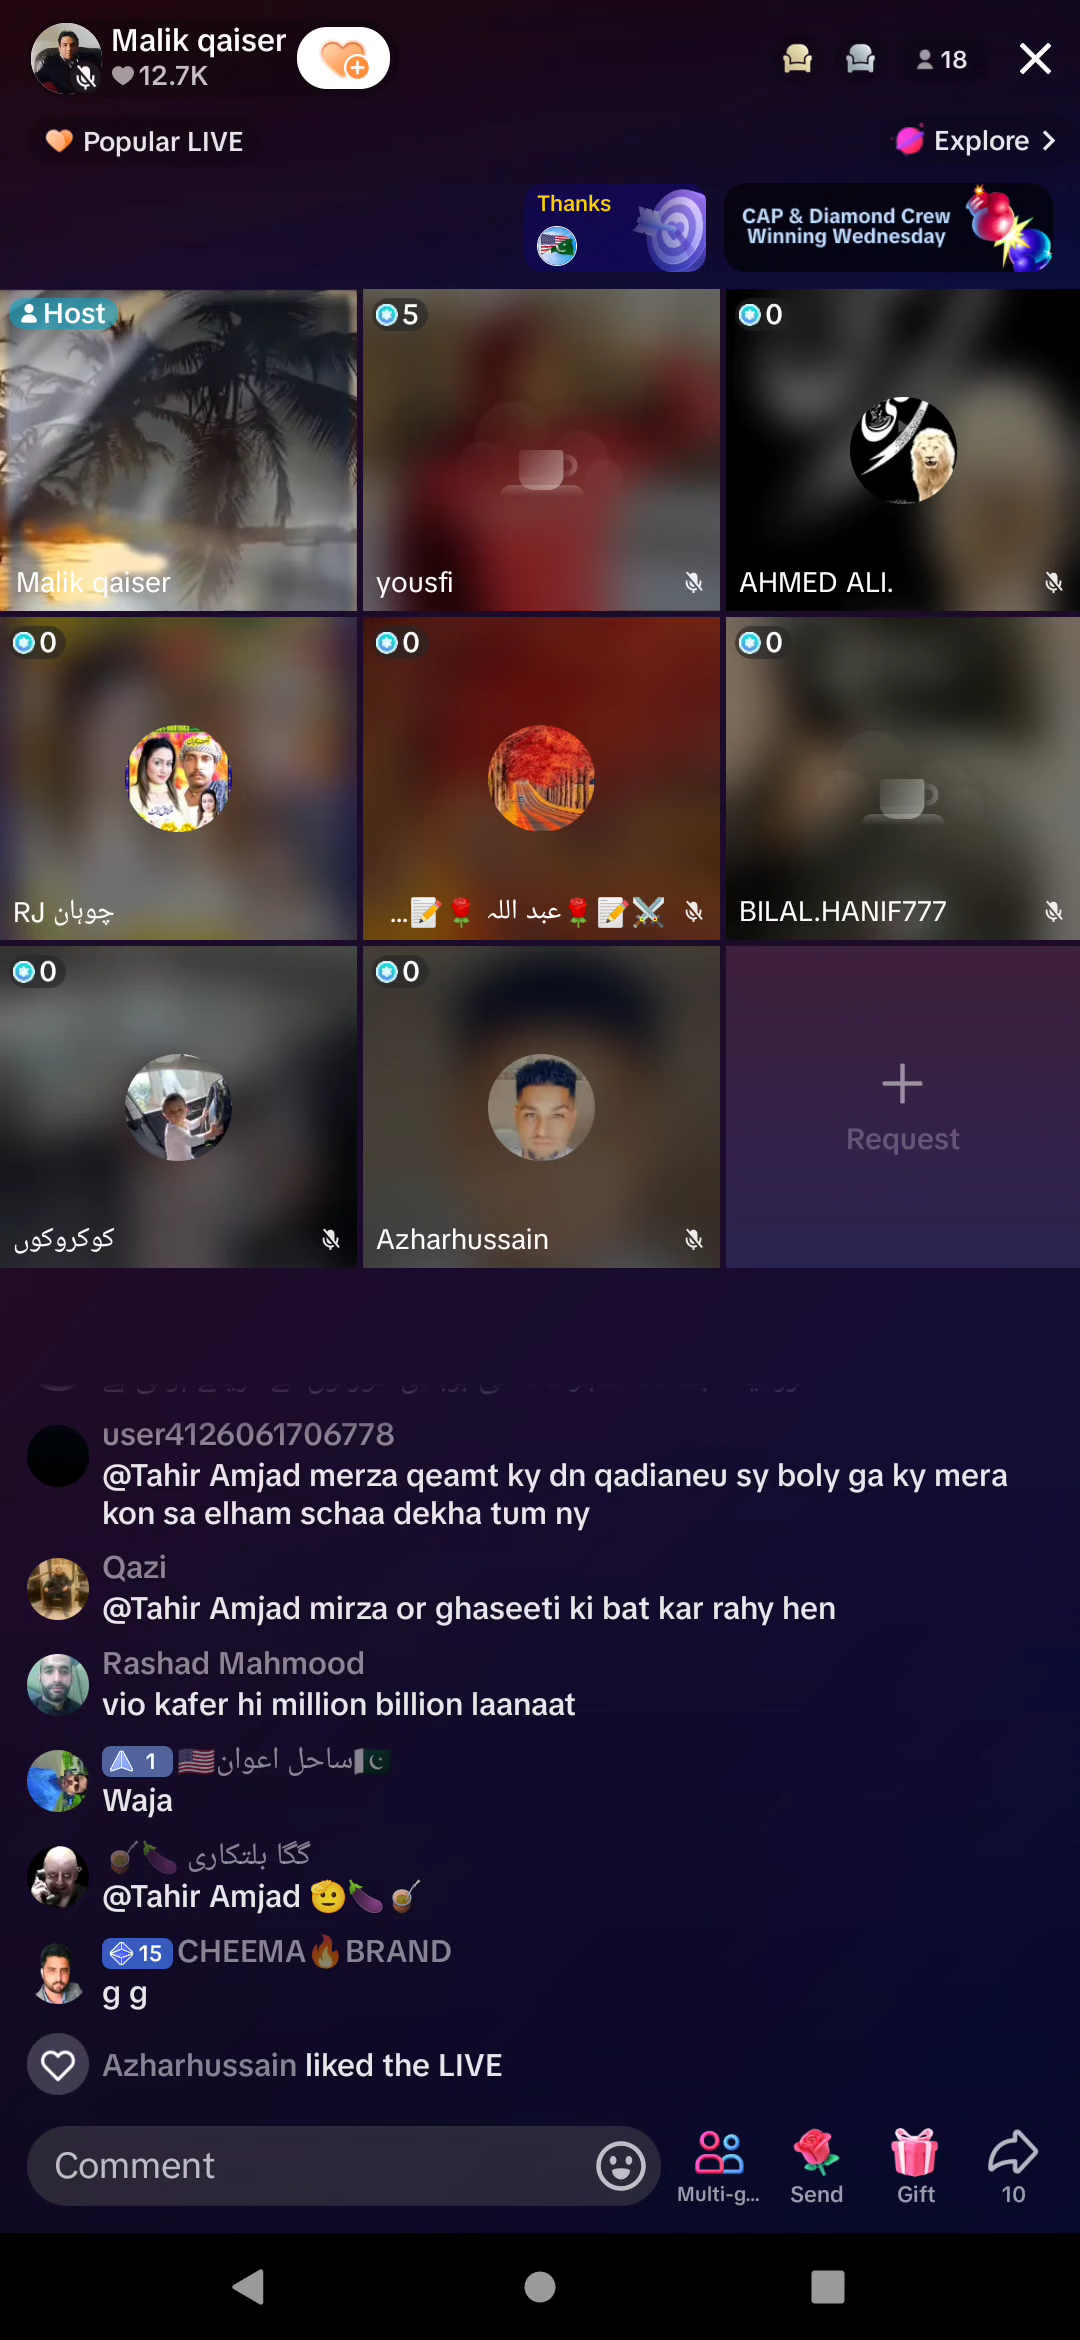 Malik qaiser
12.7K
18
Popular LIVE
Explore
Thanks
CAP & Diamond Crew
Winning Wednesday
Host
Malik qaiser
5
yousfi
0
AHMED ALI.
0
RJ چوہان
0
...📝🌹عبد اللہ🌹📝⚔️
0
BILAL.HANIF777
0
کوکروکوں
0
Azharhussain
Request
user4126061706778
@Tahir Amjad merza qeamt ky dn qadianeu sy boly ga ky mera
kon sa elham schaa dekha tum ny
Qazi
@Tahir Amjad mirza or ghaseeti ki bat kar rahy hen
Rashad Mahmood
vio kafer hi million billion laanaat
1 🇺🇸ساحل اعوان🇵🇰
Waja
گگا بلتکاری 🍆🪕
@Tahir Amjad 🫡🍆🪕
15 CHEEMA🔥BRAND
g g
Azharhussain liked the LIVE
Comment
Multi-g...
Send
Gift
10